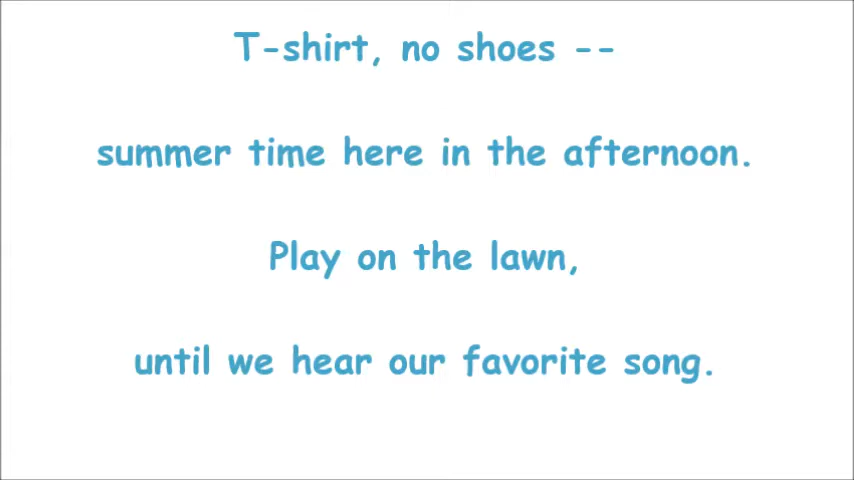 T-shirt, no shoes --
summer time here in the afternoon.
Play on the lawn,
until we hear our favorite song.